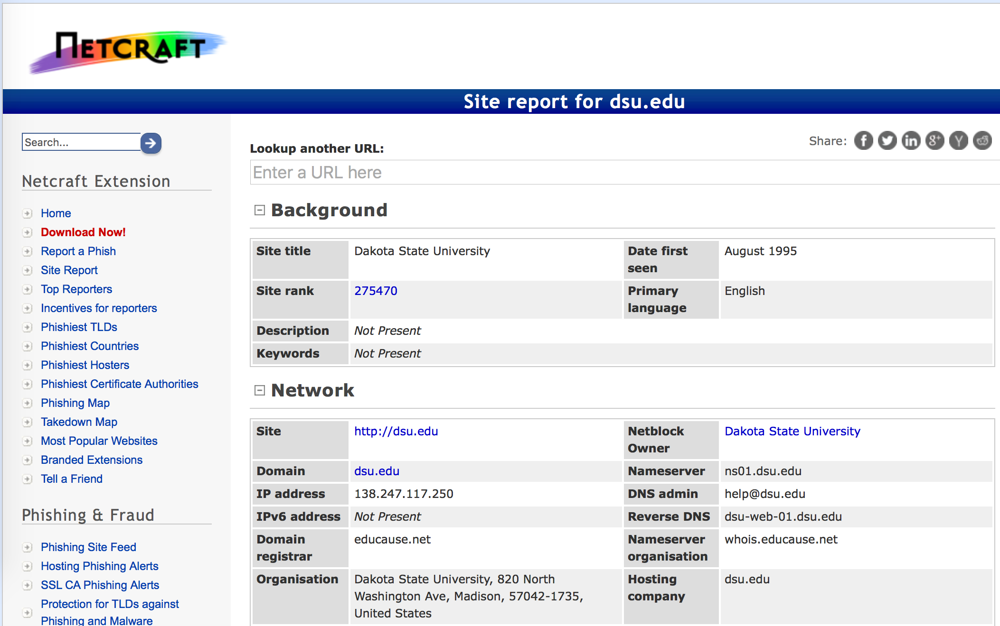 NETCRAFT
Site report for dsu.edu
Search...
Netcraft Extension
Home
Download Now!
Report a Phish
Site Report
Top Reporters
Incentives for reporters
Phishiest TLDs
Phishiest Countries
Phishiest Hosters
Phishiest Certificate Authorities
Phishing Map
Takedown Map
Most Popular Websites
Branded Extensions
Tell a Friend
Phishing & Fraud
Phishing Site Feed
Hosting Phishing Alerts
SSL CA Phishing Alerts
Protection for TLDs against
Phishing and Malware
Share: f in g+ Y
Lookup another URL:
Enter a URL here
Background
Site title Dakota State University Date first
seen August 1995
Site rank 275470 Primary
language English
Description Not Present
Keywords Not Present
Network
Site http://dsu.edu Netblock
Owner Dakota State University
Domain dsu.edu Nameserver ns01.dsu.edu
IP address 138.247.117.250 DNS admin help@dsu.edu
IPv6 address Not Present Reverse DNS dsu-web-01.dsu.edu
Domain
registrar educause.net Nameserver
organisation whois.educause.net
Organisation Dakota State University, 820 North
Washington Ave, Madison, 57042-1735,
United States Hosting
company dsu.edu